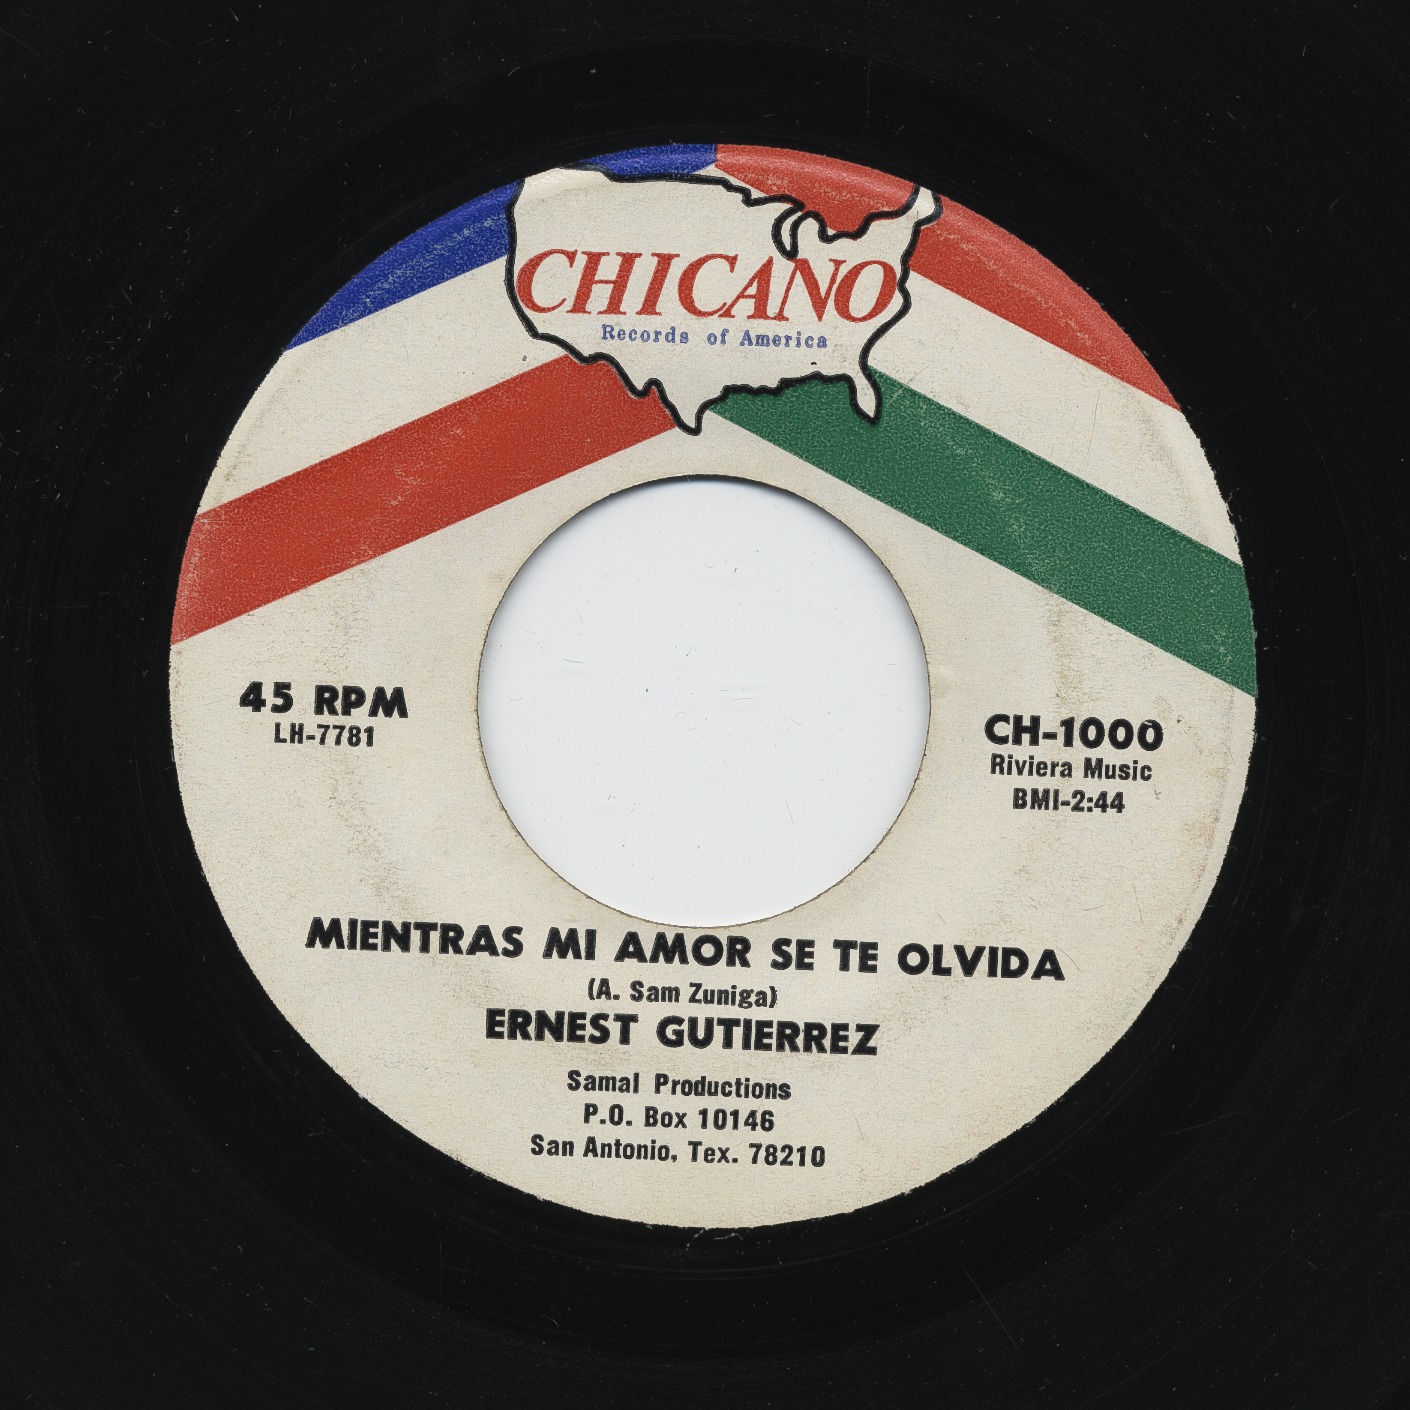 CHICANO
Records of America
45 RPM
LH-7781
CH-1000
Riviera Music
BMI-2:44
MIENTRAS MI AMOR SE TE OLVIDA
(A. Sam Zuniga)
ERNEST GUTIERREZ
Samal Productions
P.O. Box 10146
San Antonio, Tex. 78210